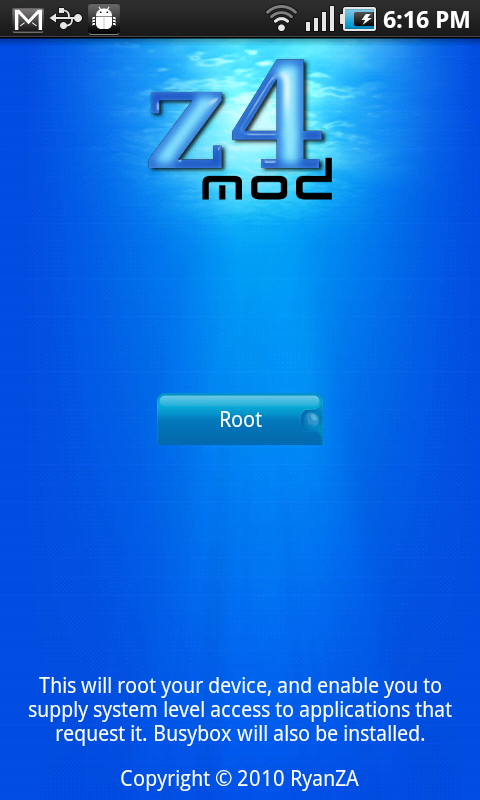 6:16 PM
z4
mod
Root
This will root your device, and enable you to
supply system level access to applications that
request it. Busybox will also be installed.
Copyright © 2010 RyanZA